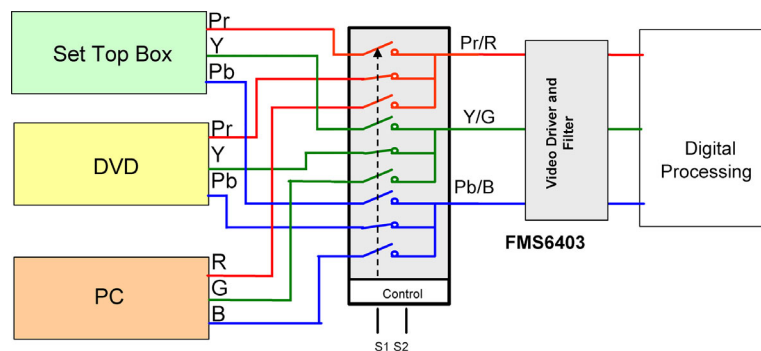 Set Top Box
Pr
Y
Pb
DVD
Pr
Y
Pb
PC
R
G
B
Control
S1 S2
Pr/R
Y/G
Pb/B
Video Driver and
Filter
FMS6403
Digital
Processing